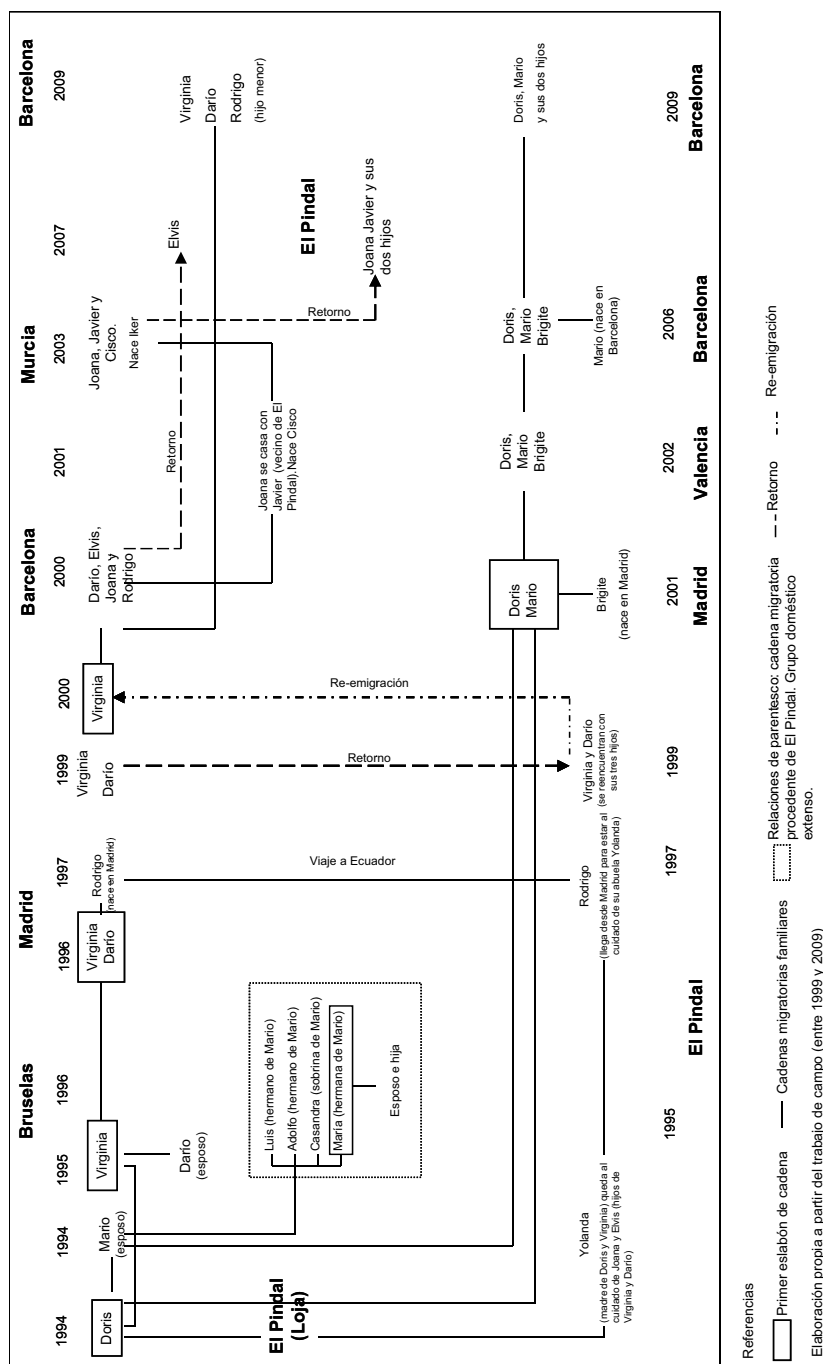 Bruselas
Madrid
Barcelona
Murcia
Barcelona
1994
1994
1995
1996
1996
1997
1999
2000
2000
2001
2003
2007
2009
Doris
Mario
(esposo)
Virginia
Darío
(esposo)
Virginia
Darío
Rodrigo
(nace en Madrid)
Virginia
Darío
Virginia
Darío, Elvis,
Joana y
Rodrigo
Joana, Javier y
Cisco.
Nace Iker
Elvis
Virginia
Darío
Rodrigo
(hijo menor)
Luis (hermano de Mario)
Adolfo (hermano de Mario)
Casandra (sobrina de Mario)
María (hermana de Mario)
Esposo e hija
Viaje a Ecuador
Retorno
Re-emigración
Retorno
Joana se casa con
Javier (vecino de El
Pindal).Nace Cisco
Retorno
El Pindal
Joana Javier y sus
dos hijos
El Pindal
(Loja)
Yolanda
(madre de Doris y Virginia) queda al
cuidado de Joana y Elvis (hijos de
Virginia y Darío)
Rodrigo
(llega desde Madrid para estar al
cuidado de su abuela Yolanda)
Virginia y Darío
(se reencuentran con
sus tres hijos)
Doris
Mario
Brigite
(nace en Madrid)
Doris,
Mario
Brigite
Doris,
Mario
Brigite
Mario (nace en
Barcelona)
Doris, Mario
y sus dos hijos
1995
1997
1999
2001
2002
2006
2009
El Pindal
Madrid
Valencia
Barcelona
Barcelona
Referencias
Primer eslabón de cadena
Cadenas migratorias familiares
Relaciones de parentesco: cadena migratoria
procedente de El Pindal. Grupo doméstico
extenso.
Retorno
Re-emigración
Elaboración propia a partir del trabajo de campo (entre 1999 y 2009)